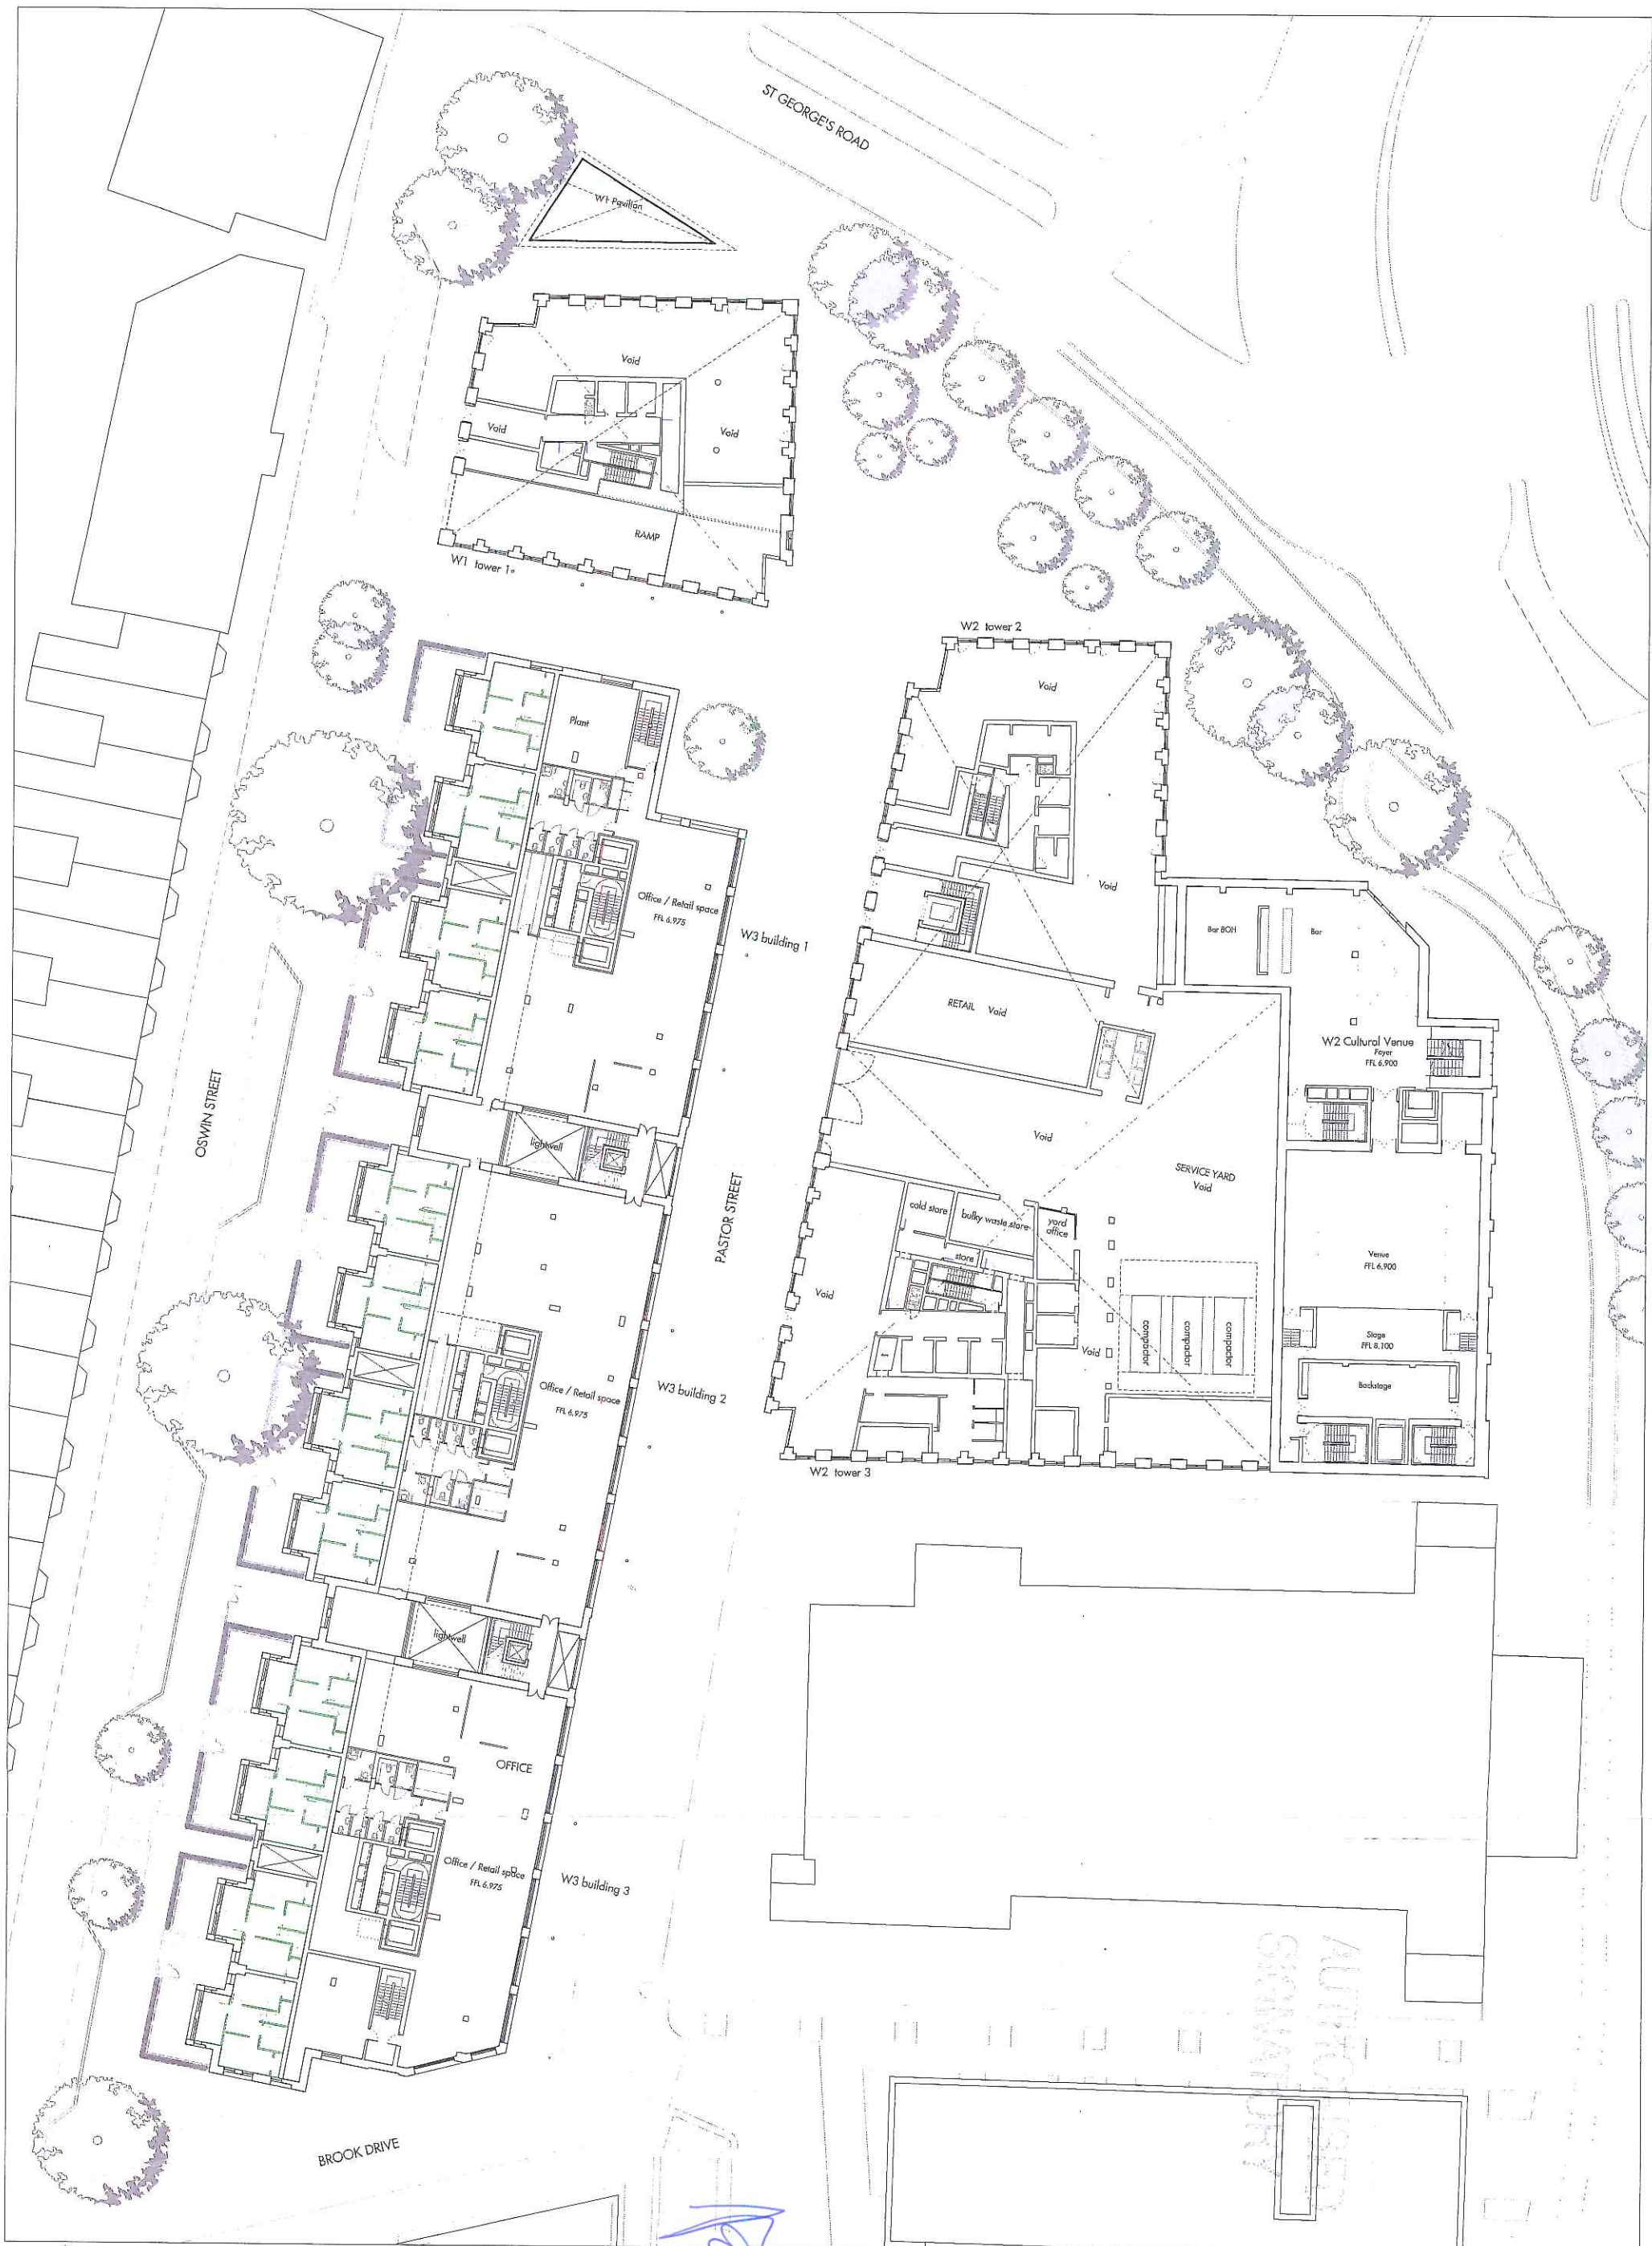 ST GEORGE'S ROAD
W1 Pavilion
Void
Void
Void
RAMP
W1 tower 1
W2 tower 2
Void
Plant
Void
Office / Retail space
FFL 6.975
W3 building 1
Bar BOH
Bar
RETAIL Void
W2 Cultural Venue
Foyer
FFL 6.900
OSWIN STREET
lightwell
Void
PASTOR STREET
SERVICE YARD
Void
cold store
bulky waste store
yard
office
store
Venue
FFL 6.900
Void
Void
compactor
compactor
compactor
Stage
FFL 8.100
Backstage
Office / Retail space
FFL 6.975
W3 building 2
W2 tower 3
lightwell
OFFICE
Office / Retail space
FFL 6.975
W3 building 3
AUTHORISED
SIGNATORY
BROOK DRIVE